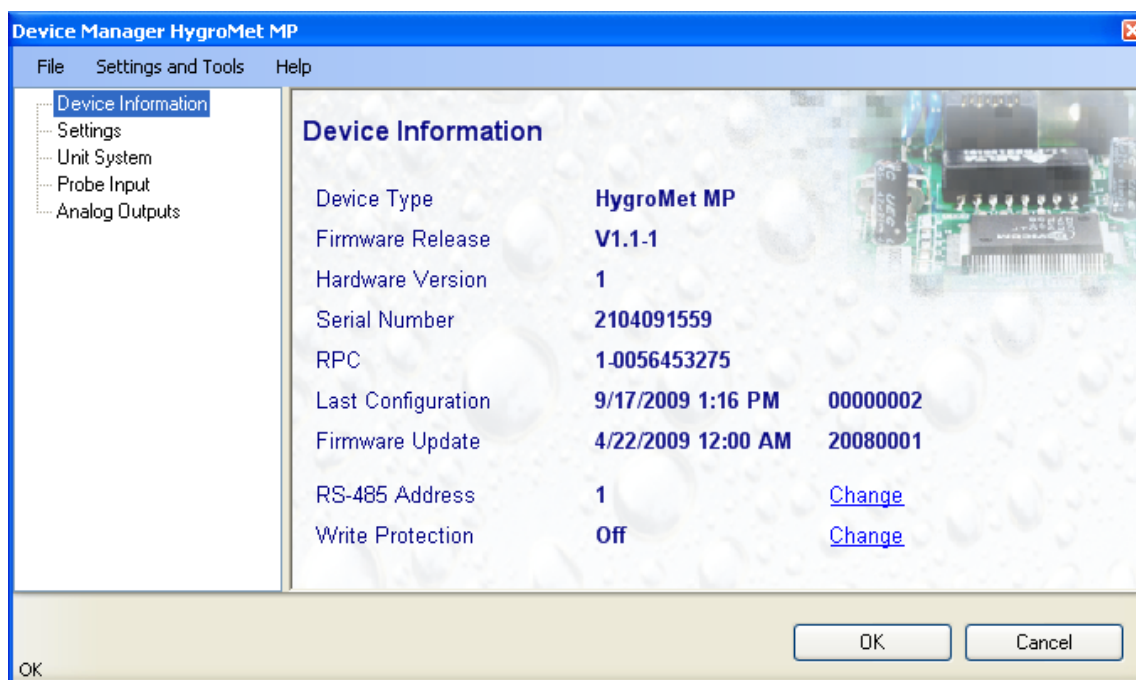 Device Manager HygroMet MP
File Settings and Tools Help
Device Information
Settings
Unit System
Probe Input
Analog Outputs
Device Information
Device Type HygroMet MP
Firmware Release V1.1-1
Hardware Version 1
Serial Number 2104091559
RPC 1-0056453275
Last Configuration 9/17/2009 1:16 PM 00000002
Firmware Update 4/22/2009 12:00 AM 20080001
RS-485 Address 1 Change
Write Protection Off Change
OK Cancel
OK